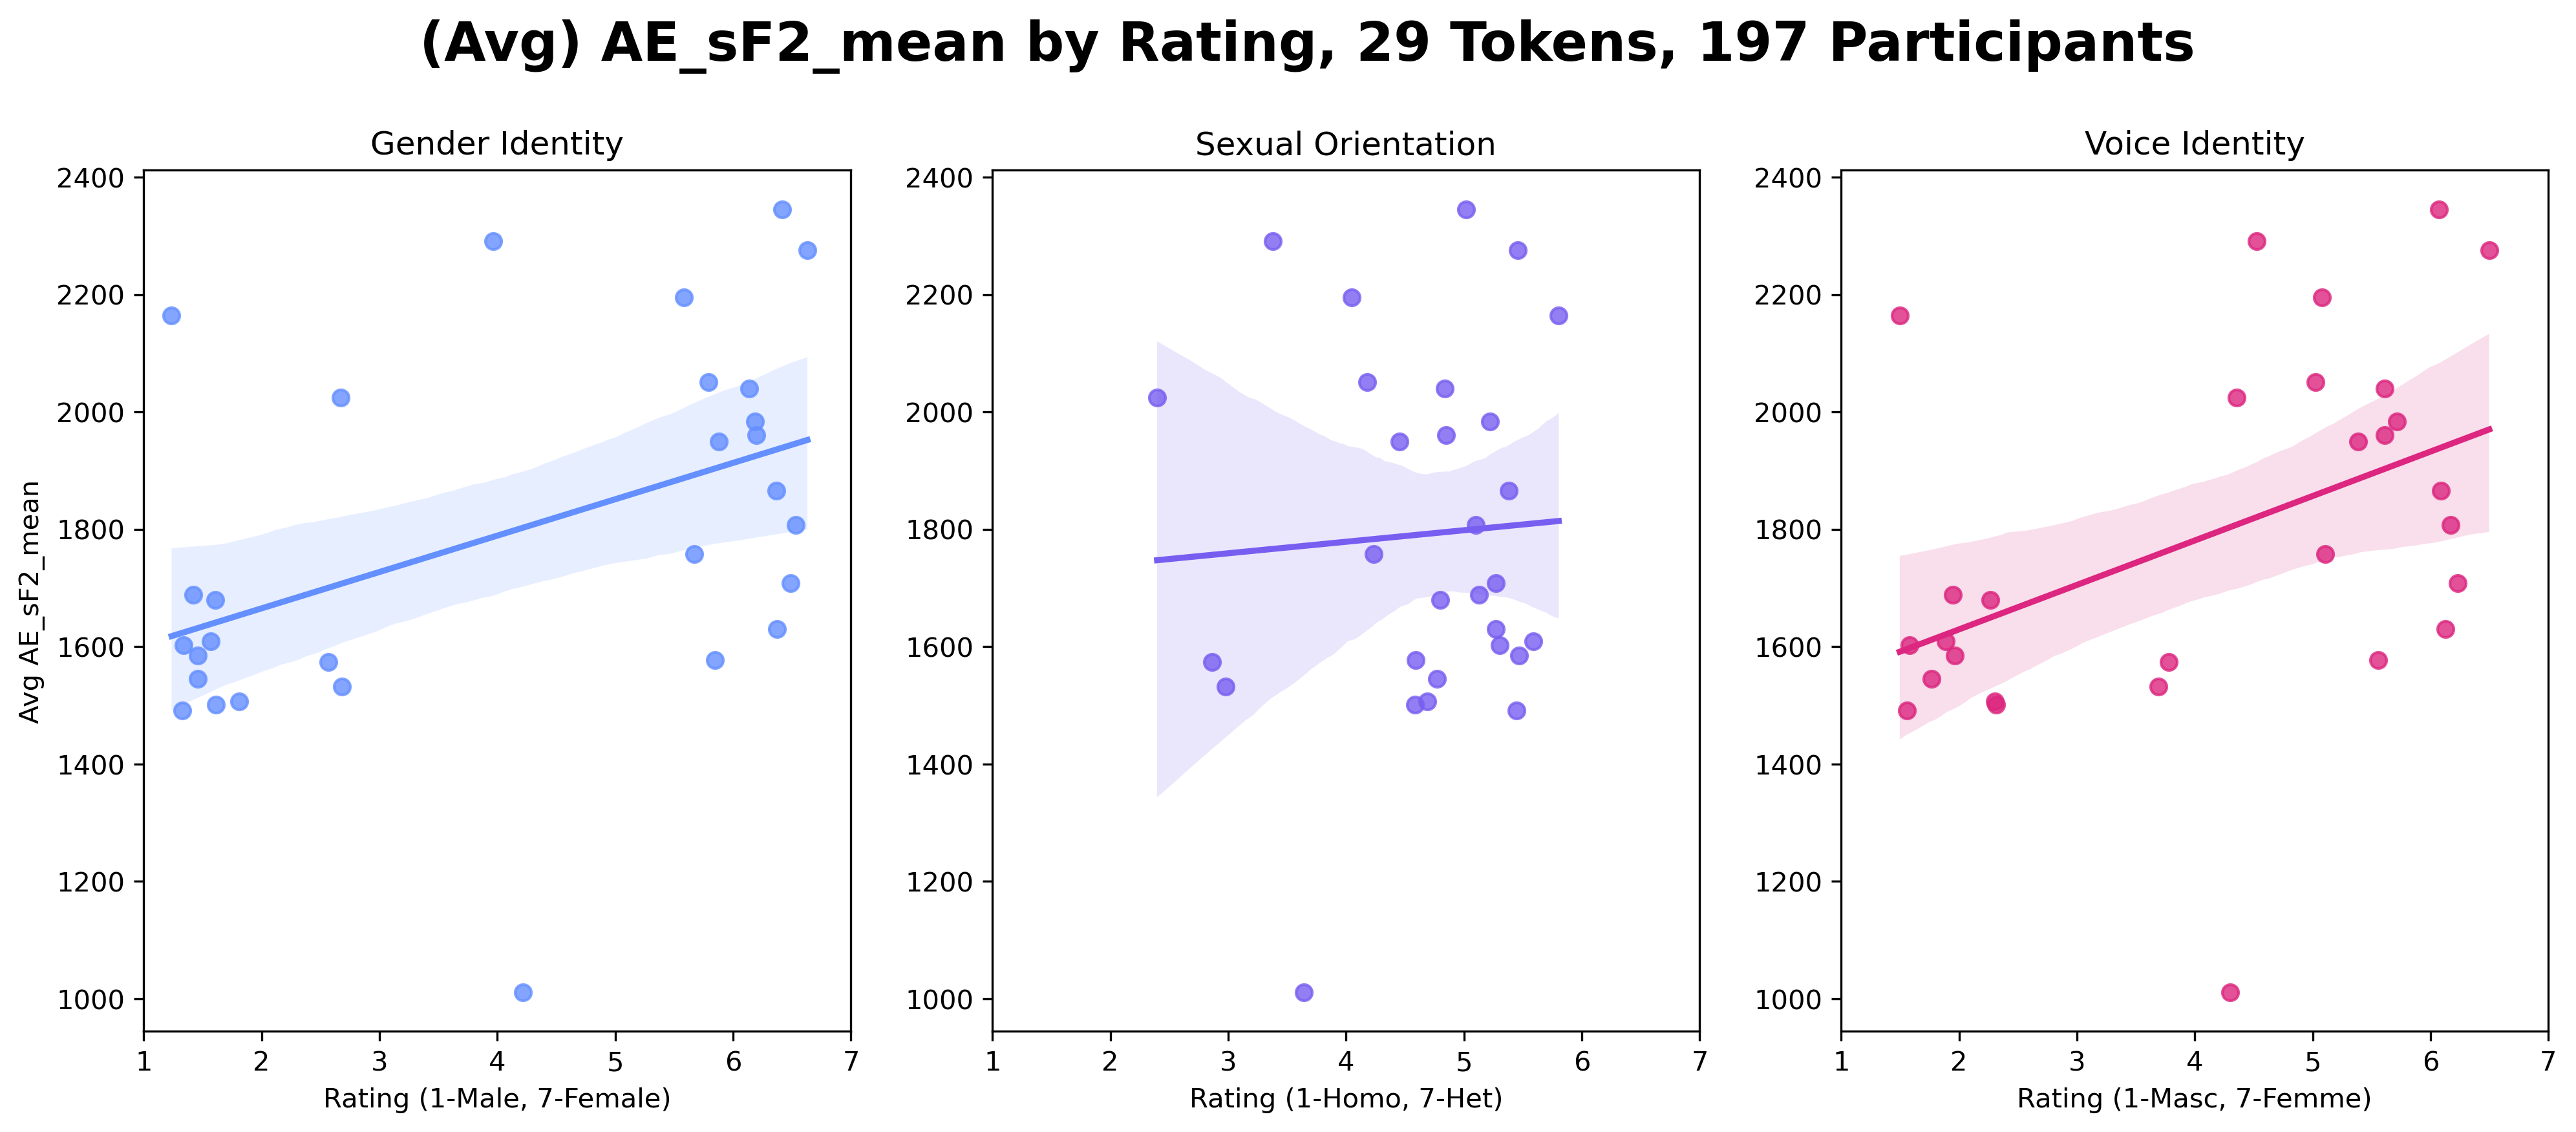 (Avg) AE_sF2_mean by Rating, 29 Tokens, 197 Participants
Gender Identity
Avg AE_sF2_mean
2400
2200
2000
1800
1600
1400
1200
1000
1 2 3 4 5 6 7
Rating (1-Male, 7-Female)
Sexual Orientation
2400
2200
2000
1800
1600
1400
1200
1000
1 2 3 4 5 6 7
Rating (1-Homo, 7-Het)
Voice Identity
2400
2200
2000
1800
1600
1400
1200
1000
1 2 3 4 5 6 7
Rating (1-Masc, 7-Femme)